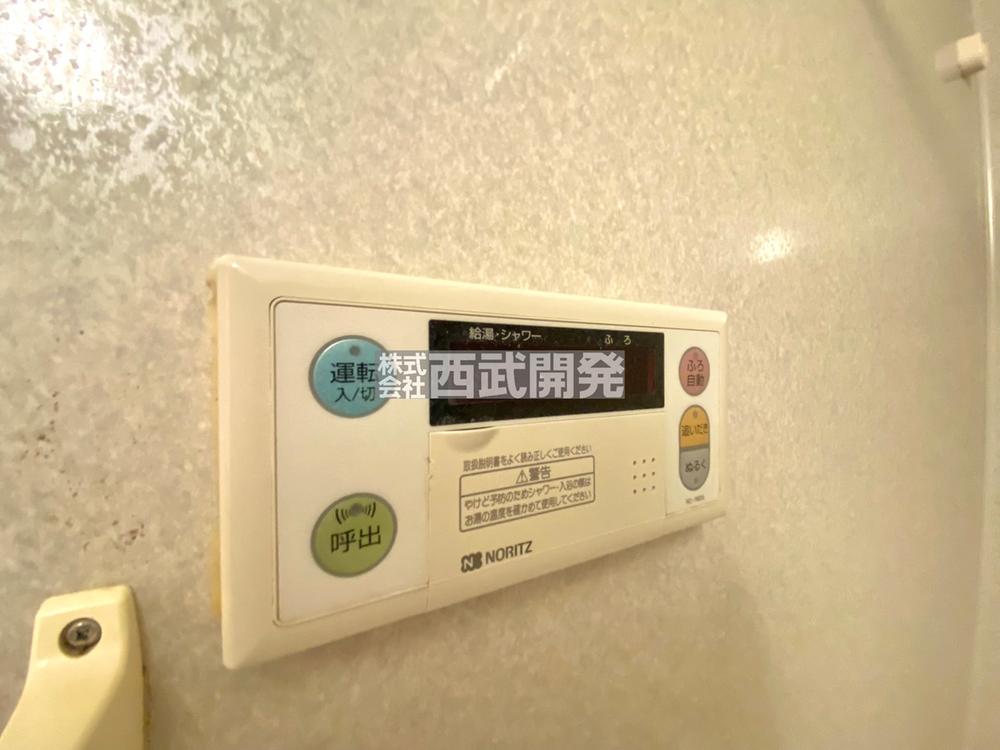 給湯・シャワー
ふろ
運転
入/切
株式会社 西武開発
ふろ
自動
追いだき
ぬるく
取扱説明書をよく読み正しくご使用ください
⚠警告
やけど予防のためシャワー・入浴の際は
お湯の温度を確かめて使用してください
呼出
NORITZ